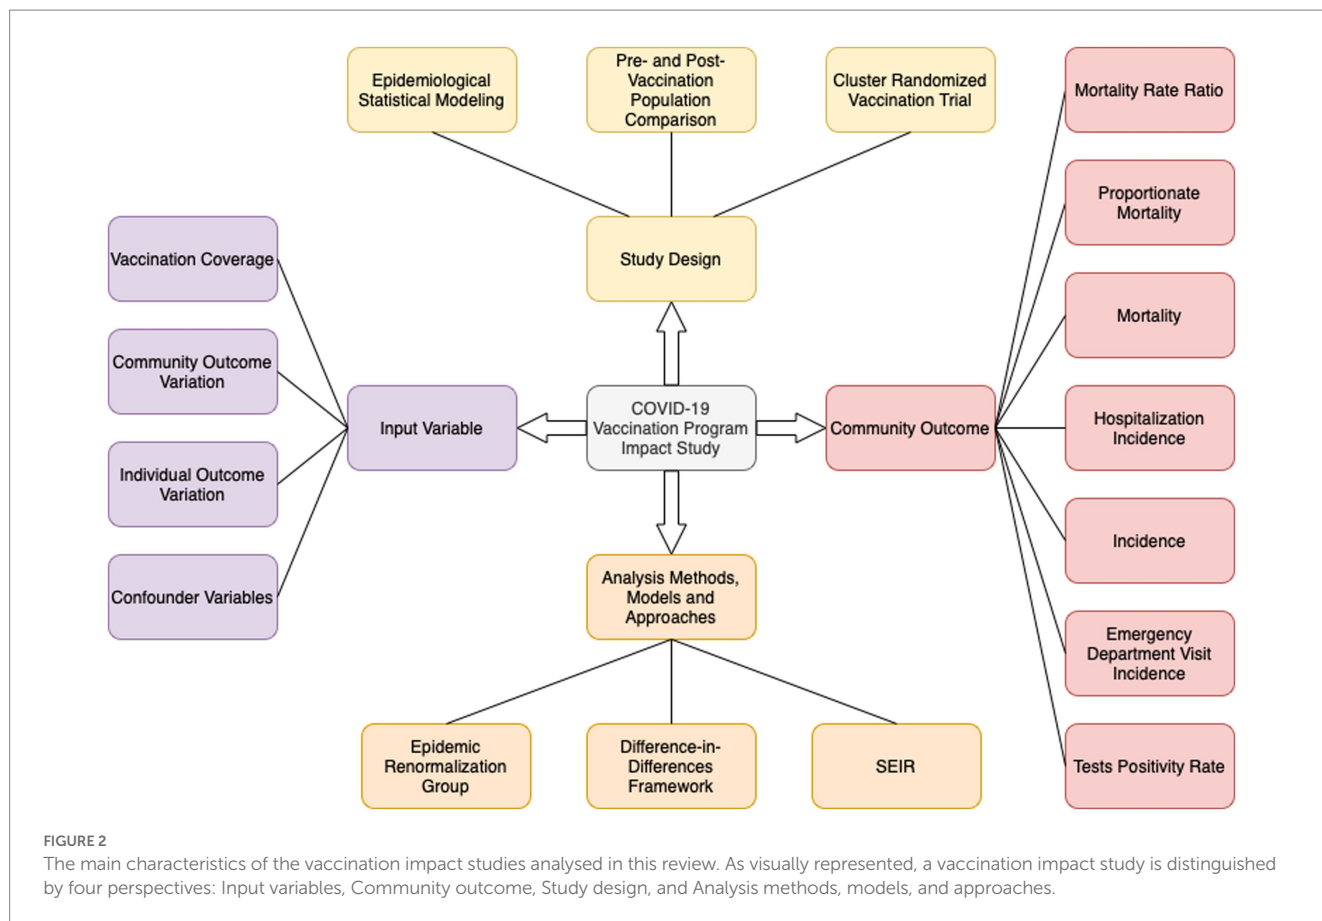 Epidemiological
Statistical Modeling
Pre- and Post-
Vaccination
Population
Comparison
Cluster Randomized
Vaccination Trial
Study Design
Vaccination Coverage
Community Outcome
Variation
Individual Outcome
Variation
Confounder Variables
Input Variable
COVID-19
Vaccination Program
Impact Study
Community Outcome
Mortality Rate Ratio
Proportionate
Mortality
Mortality
Hospitalization
Incidence
Incidence
Emergency
Department Visit
Incidence
Tests Positivity Rate
Analysis Methods,
Models and
Approaches
Epidemic
Renormalization
Group
Difference-in-
Differences
Framework
SEIR
FIGURE 2
The main characteristics of the vaccination impact studies analysed in this review. As visually represented, a vaccination impact study is distinguished
by four perspectives: Input variables, Community outcome, Study design, and Analysis methods, models, and approaches.